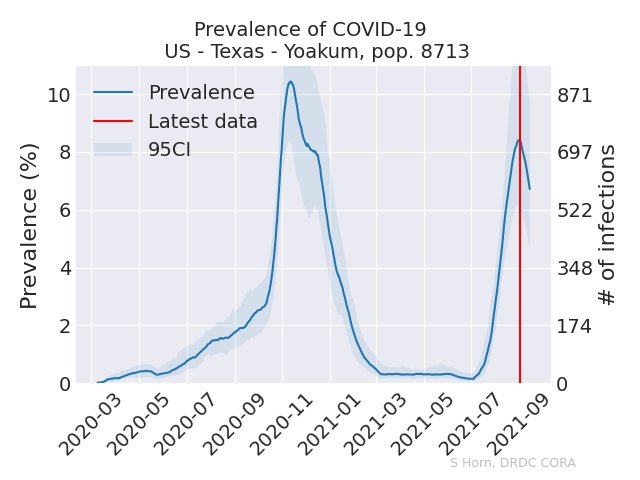 Prevalence of COVID-19
US - Texas - Yoakum, pop. 8713
Prevalence
Latest data
95CI
Prevalence (%)
10
8
6
4
2
0
871
697
522
348
174
0
# of infections
2020-03
2020-05
2020-07
2020-09
2020-11
2021-01
2021-03
2021-05
2021-07
2021-09
S Horn, DRDC CORA